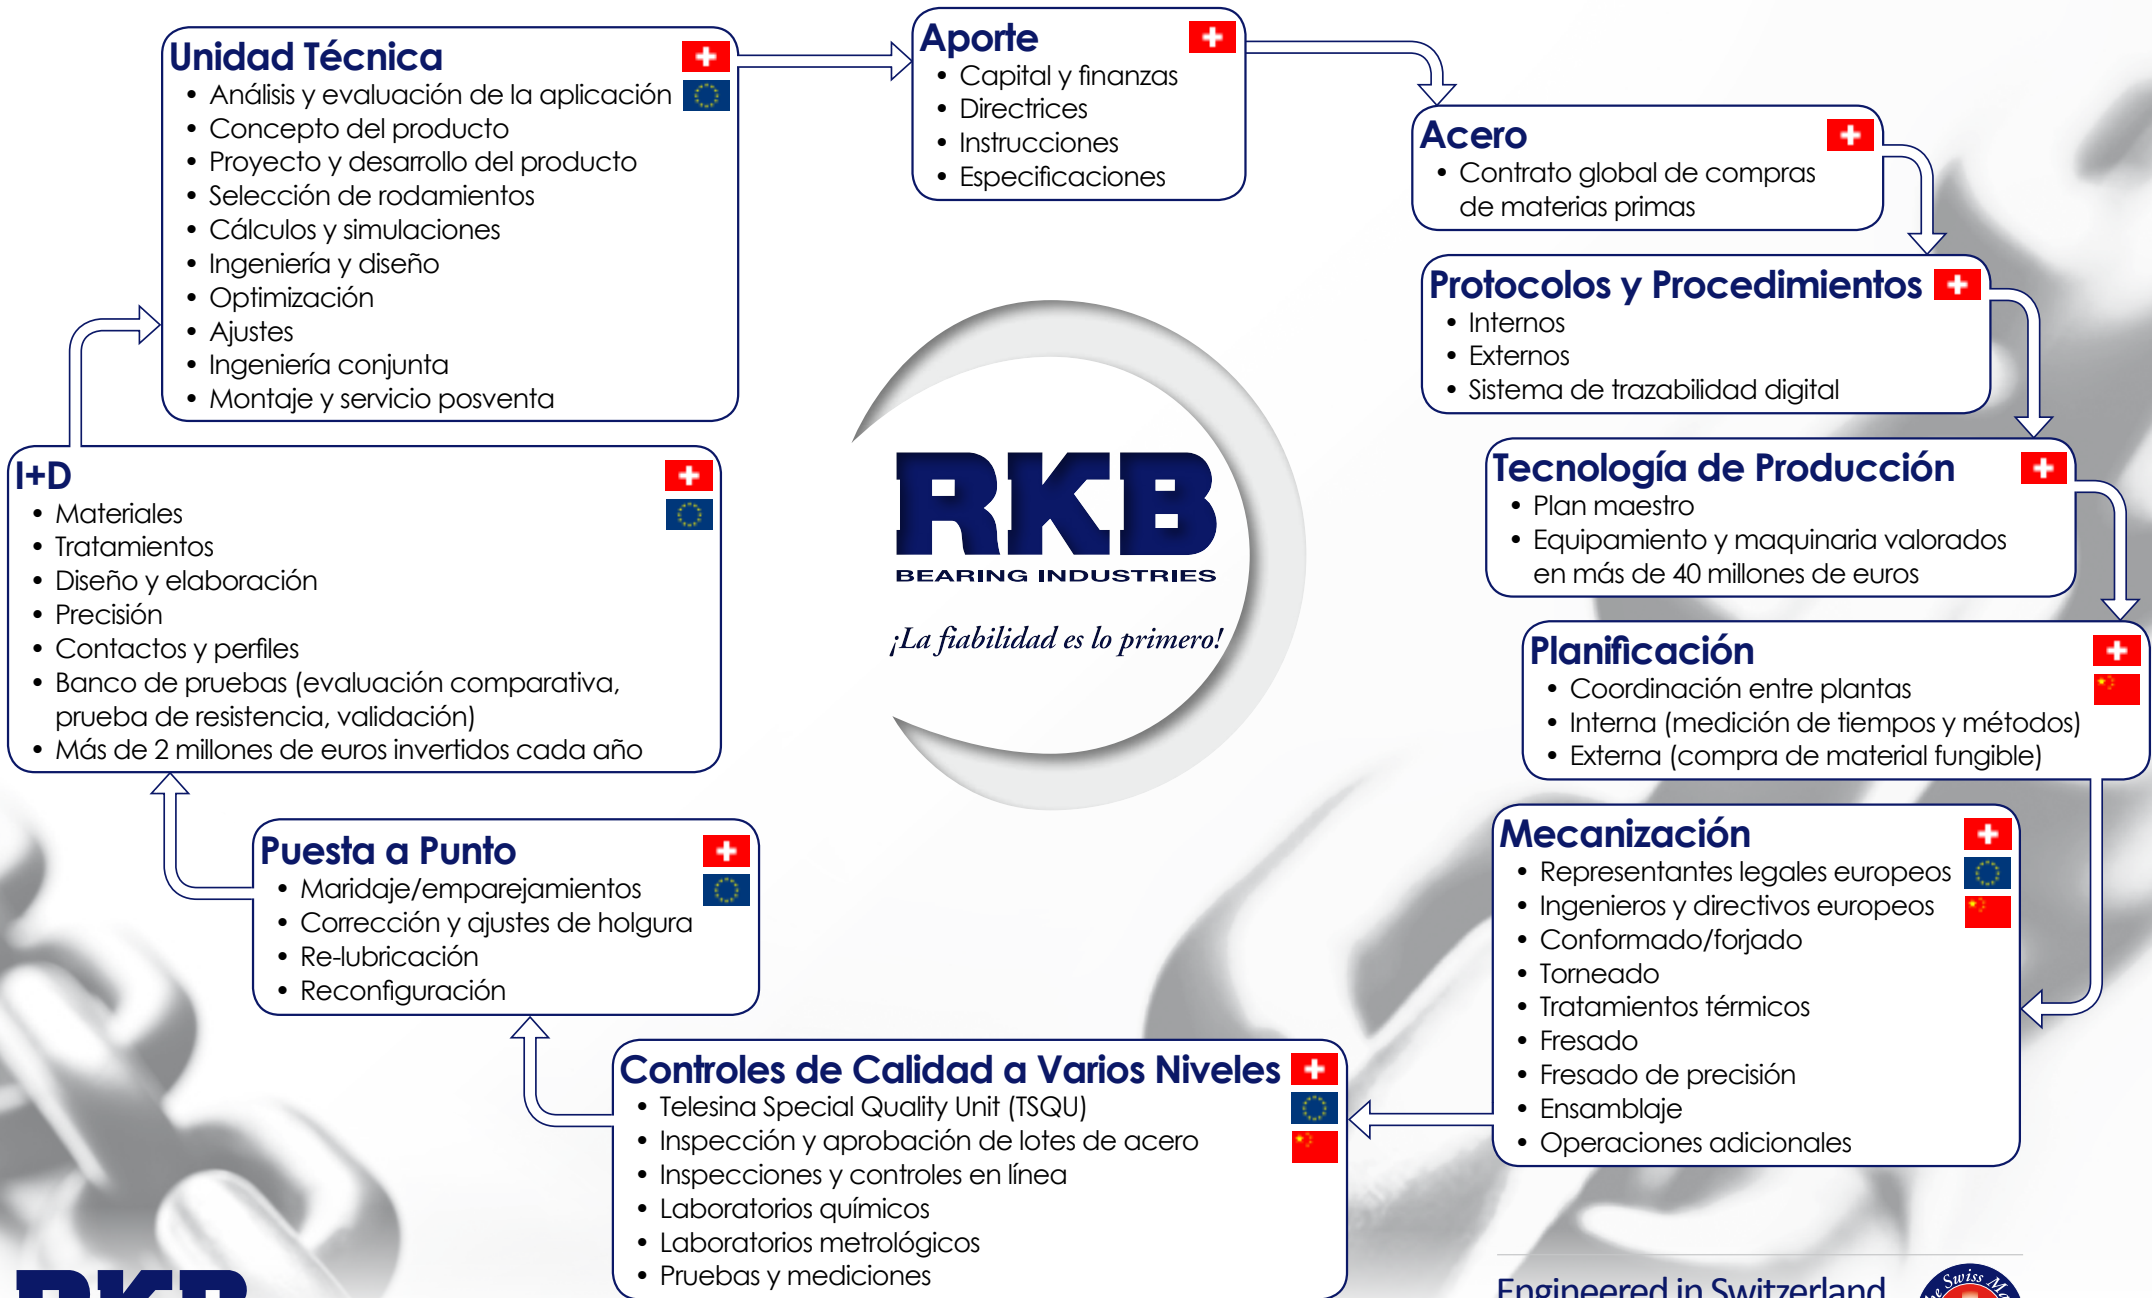 Unidad Técnica
• Análisis y evaluación de la aplicación
• Concepto del producto
• Proyecto y desarrollo del producto
• Selección de rodamientos
• Cálculos y simulaciones
• Ingeniería y diseño
• Optimización
• Ajustes
• Ingeniería conjunta
• Montaje y servicio posventa
Aporte
• Capital y finanzas
• Directrices
• Instrucciones
• Especificaciones
Acero
• Contrato global de compras
de materias primas
Protocolos y Procedimientos
• Internos
• Externos
• Sistema de trazabilidad digital
Tecnología de Producción
• Plan maestro
• Equipamiento y maquinaria valorados
en más de 40 millones de euros
Planificación
• Coordinación entre plantas
• Interna (medición de tiempos y métodos)
• Externa (compra de material fungible)
Mecanización
• Representantes legales europeos
• Ingenieros y directivos europeos
• Conformado/forjado
• Torneado
• Tratamientos térmicos
• Fresado
• Fresado de precisión
• Ensamblaje
• Operaciones adicionales
Controles de Calidad a Varios Niveles
• Telesina Special Quality Unit (TSQU)
• Inspección y aprobación de lotes de acero
• Inspecciones y controles en línea
• Laboratorios químicos
• Laboratorios metrológicos
• Pruebas y mediciones
Puesta a Punto
• Maridaje/emparejamientos
• Corrección y ajustes de holgura
• Re-lubricación
• Reconfiguración
I+D
• Materiales
• Tratamientos
• Diseño y elaboración
• Precisión
• Contactos y perfiles
• Banco de pruebas (evaluación comparativa,
prueba de resistencia, validación)
• Más de 2 millones de euros invertidos cada año
RKB
BEARING INDUSTRIES
¡La fiabilidad es lo primero!
RKB
Engineered in Switzerland
Swiss